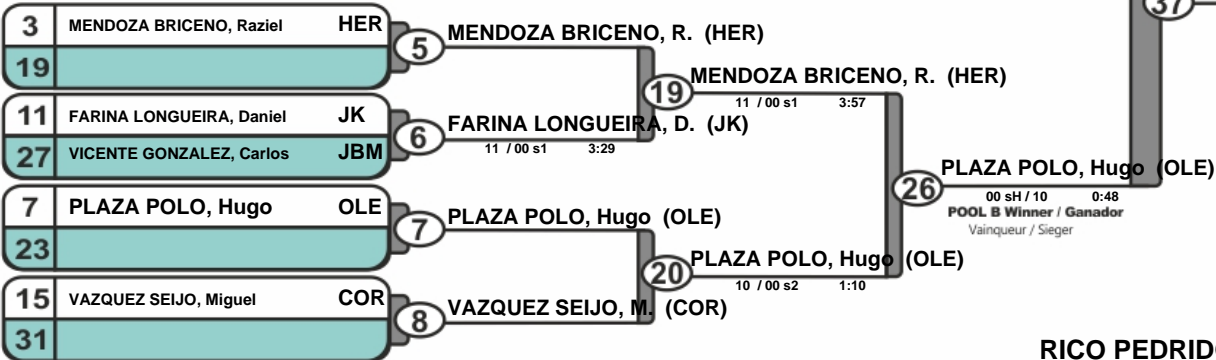 3 MENDOZA BRICENO, Raziel HER
19
5 MENDOZA BRICENO, R. (HER)
11 FARINA LONGUEIRA, Daniel JK
27 VICENTE GONZALEZ, Carlos JBM
6 FARINA LONGUEIRA, D. (JK)
11 / 00 s1 3:29
19 MENDOZA BRICENO, R. (HER)
11 / 00 s1 3:57
7 PLAZA POLO, Hugo OLE
23
7 PLAZA POLO, Hugo (OLE)
15 VAZQUEZ SEIJO, Miguel COR
31
8 VAZQUEZ SEIJO, M. (COR)
20 PLAZA POLO, Hugo (OLE)
10 / 00 s2 1:10
26 PLAZA POLO, Hugo (OLE)
00 sH / 10 0:48
POOL B Winner / Ganador
Vainqueur / Sieger
37
RICO